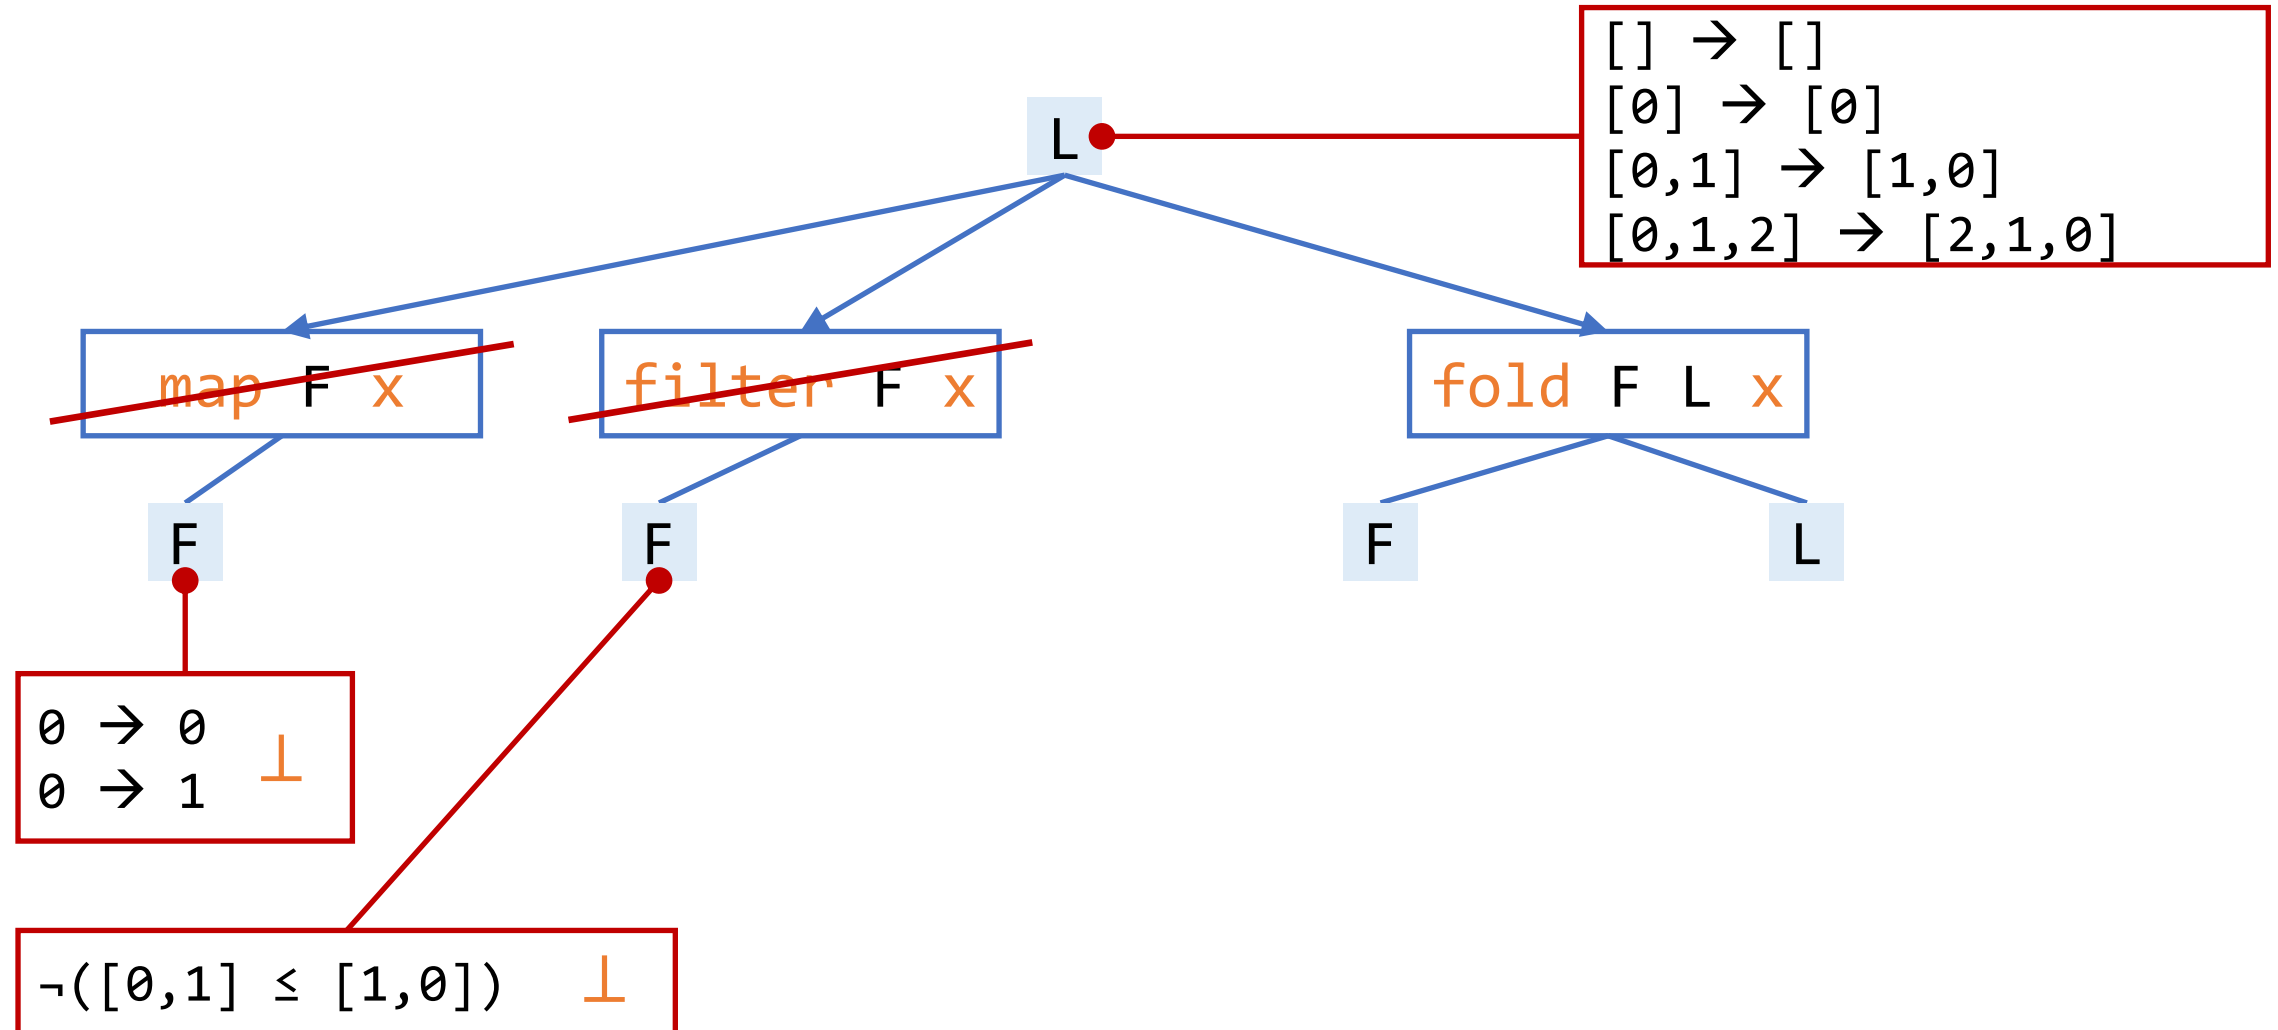 [] → []
[0] → [0]
[0,1] → [1,0]
[0,1,2] → [2,1,0]
L
map F x
filter F x
fold F L x
F
F
F
L
0 → 0
0 → 1
⊥
¬([0,1] ≤ [1,0])
⊥